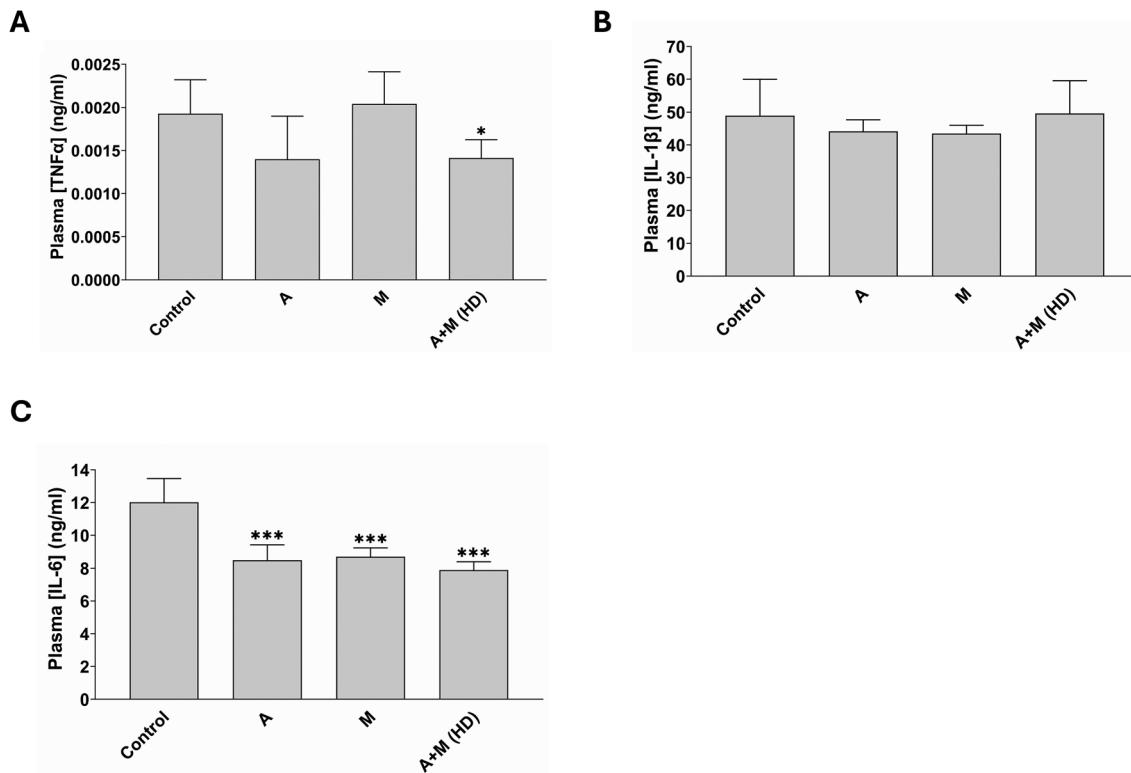 A
Plasma [TNFα] (ng/ml)
0.0025
0.0020
0.0015
0.0010
0.0005
0.0000
*
Control
A
M
A+M (HD)
B
Plasma [IL-1β] (ng/ml)
70
60
50
40
30
20
10
0
Control
A
M
A+M (HD)
C
Plasma [IL-6] (ng/ml)
14
12
10
8
6
4
2
0
***
***
***
Control
A
M
A+M (HD)